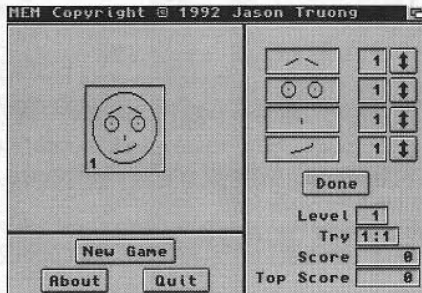 MEM Copyright © 1992 Jason Truong
1
1
1
1
1
Done
Level 1
Try 1:1
Score 0
Top Score 0
New Game
About Quit